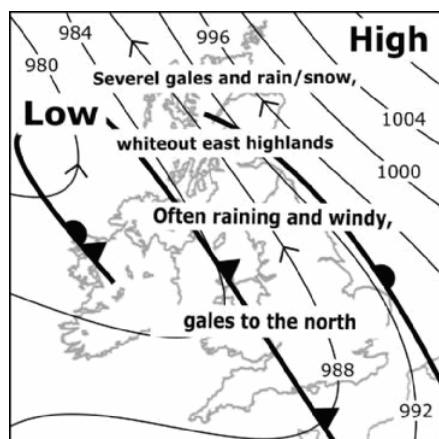 984
996
High
980
Severel gales and rain/snow,
Low
1004
whiteout east highlands
1000
Often raining and windy,
gales to the north
988
992